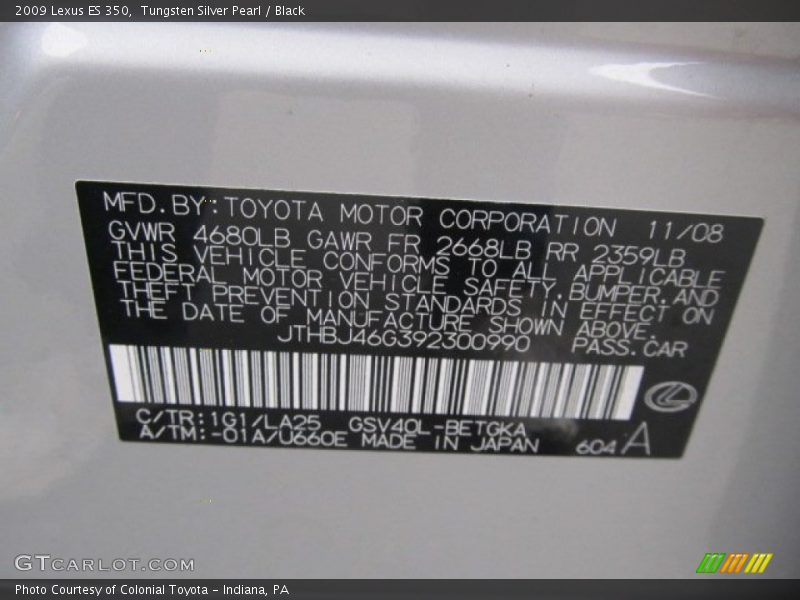 2009 Lexus ES 350,  Tungsten Silver Pearl / Black
MFD. BY: TOYOTA MOTOR CORPORATION 11/08
GVWR 4680LB GAWR FR 2668LB RR 2359LB
THIS VEHICLE CONFORMS TO ALL APPLICABLE
FEDERAL MOTOR VEHICLE SAFETY, BUMPER, AND
THEFT PREVENTION STANDARDS IN EFFECT ON
THE DATE OF MANUFACTURE SHOWN ABOVE.
JTHBJ46G392300990 PASS. CAR
C/TR: 1G1/LA25 GSV40L-BETGKA
A/TM: -01A/U660E MADE IN JAPAN 604 A
GTCARLOT.COM
Photo Courtesy of Colonial Toyota - Indiana, PA